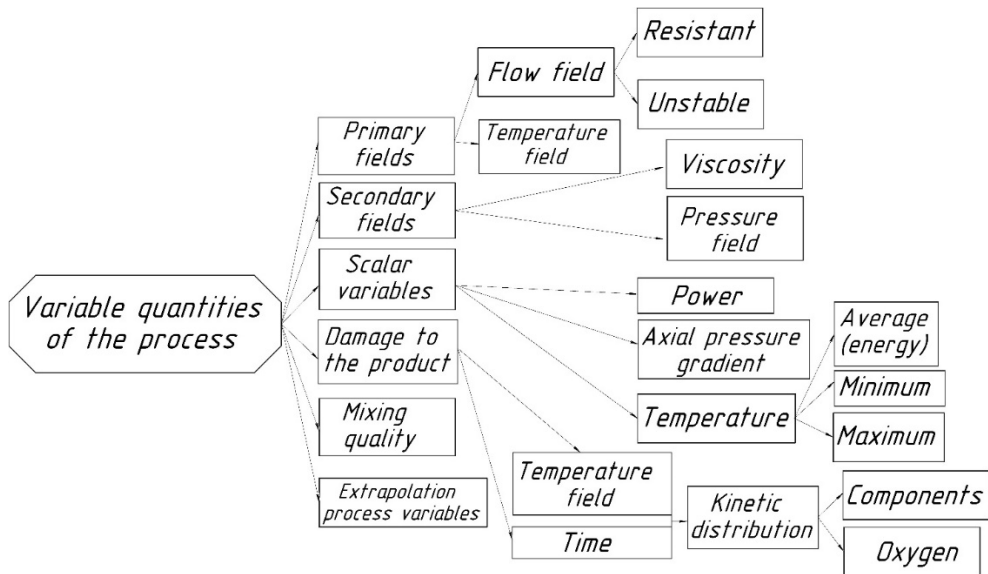 Variable quantities
of the process
Primary
fields
Secondary
fields
Scalar
variables
Damage to
the product
Mixing
quality
Extrapolation
process variables
Flow field
Temperature
field
Resistant
Unstable
Viscosity
Pressure
field
Power
Axial pressure
gradient
Temperature
Average
(energy)
Minimum
Maximum
Temperature
field
Time
Kinetic
distribution
Components
Oxygen